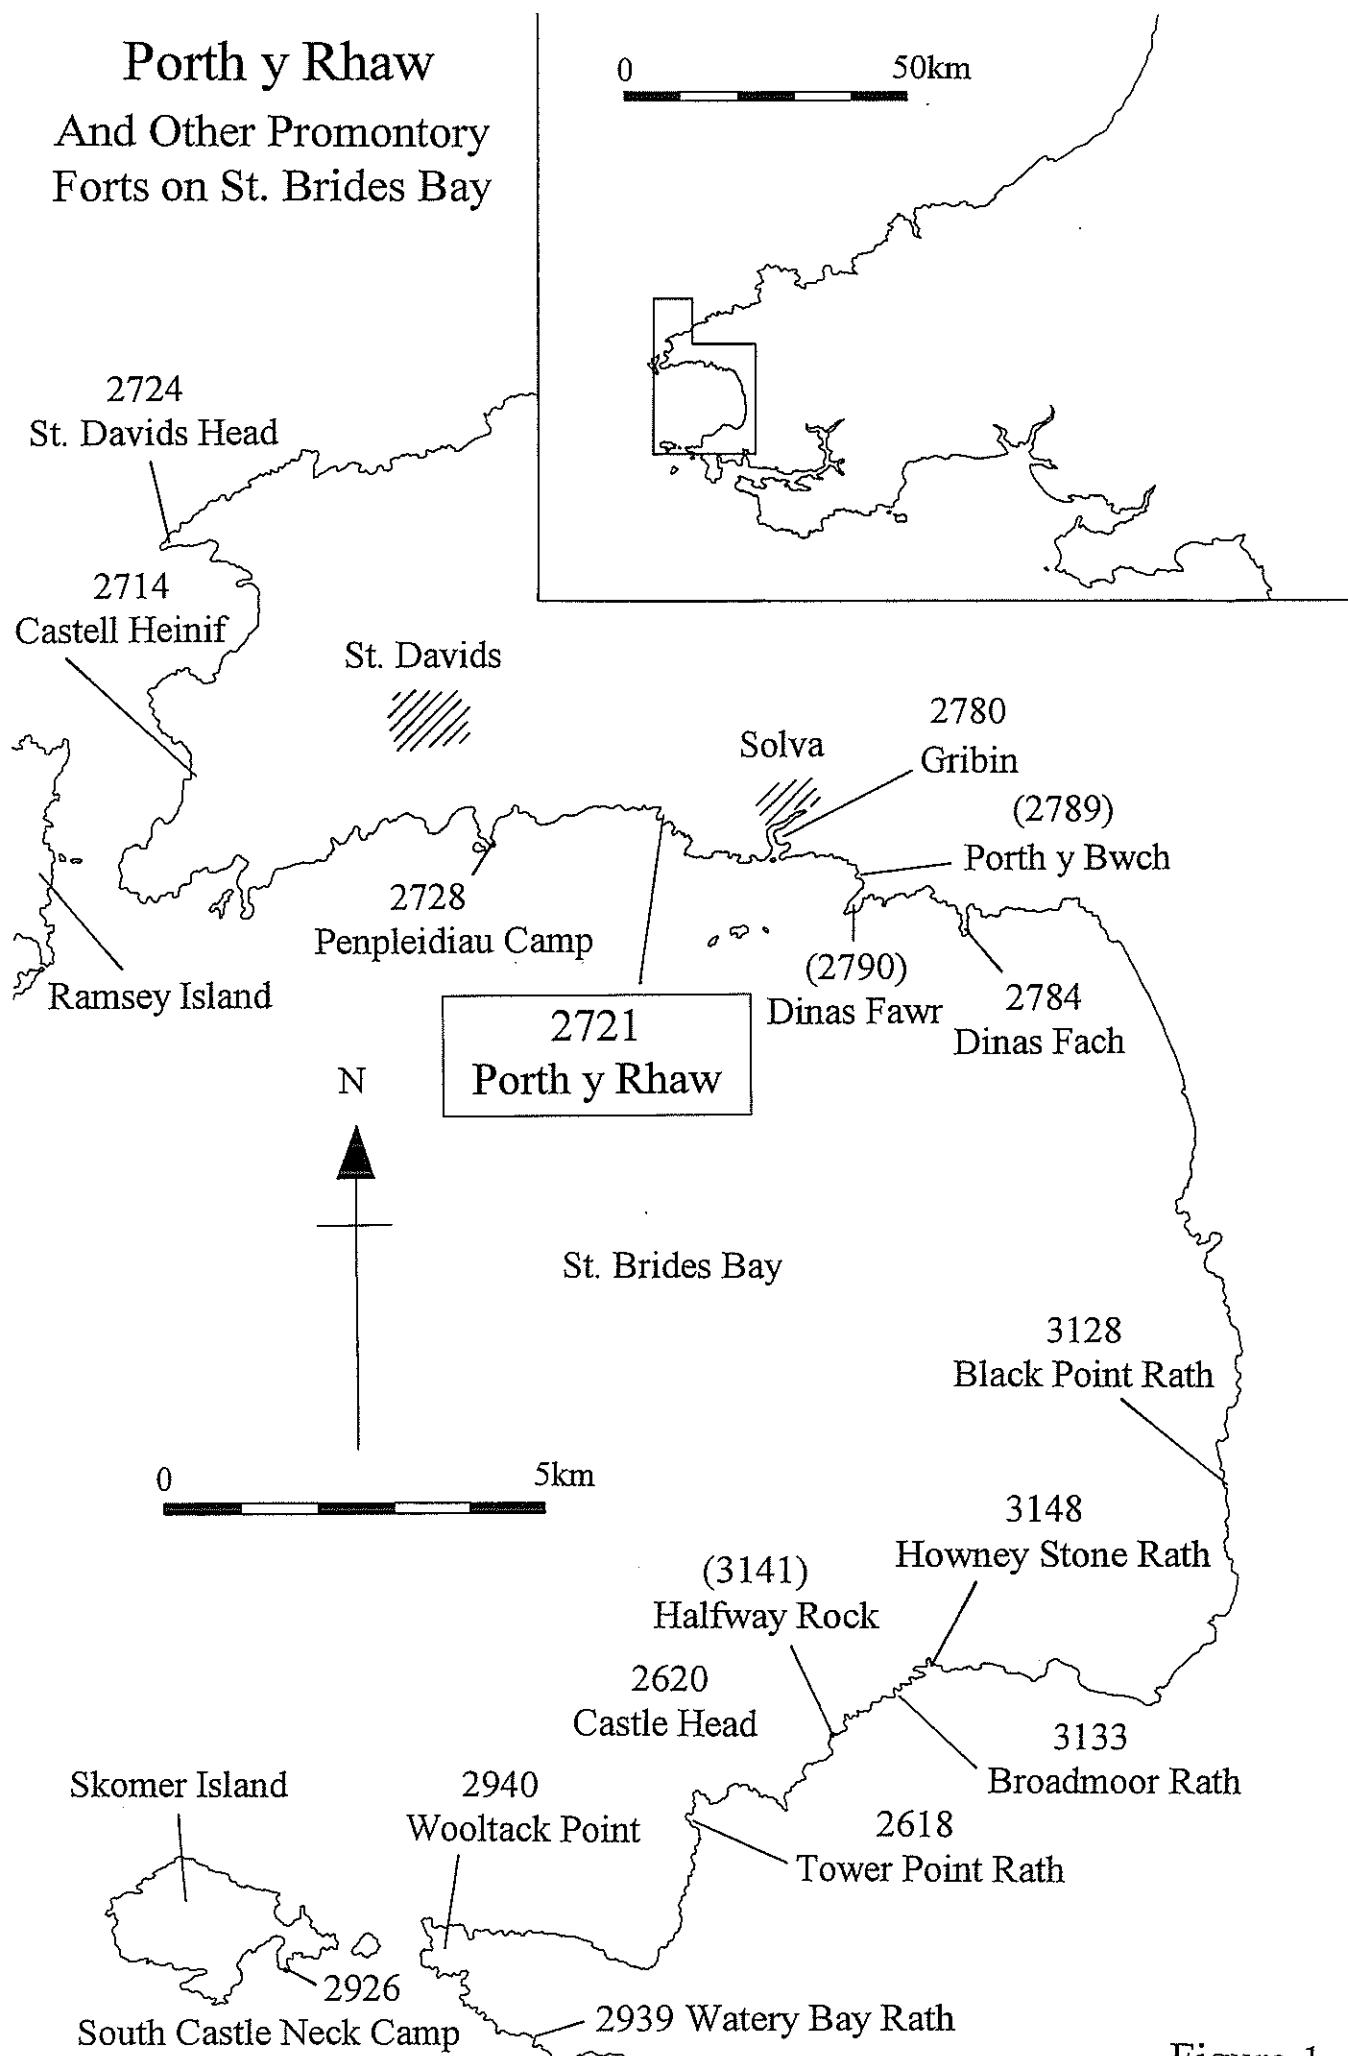 Porth y Rhaw
And Other Promontory
Forts on St. Brides Bay
0 50km
2724
St. Davids Head
2714
Castell Heinif
St. Davids
2780
Gribin
Solva
(2789)
Porth y Bwch
2728
Penpleidiau Camp
(2790)
Dinas Fawr
2784
Dinas Fach
Ramsey Island
2721
Porth y Rhaw
N
St. Brides Bay
3128
Black Point Rath
0 5km
3148
Howney Stone Rath
(3141)
Halfway Rock
2620
Castle Head
3133
Broadmoor Rath
Skomer Island
2940
Wooltack Point
2618
Tower Point Rath
2926
South Castle Neck Camp
2939 Watery Bay Rath
Figure 1